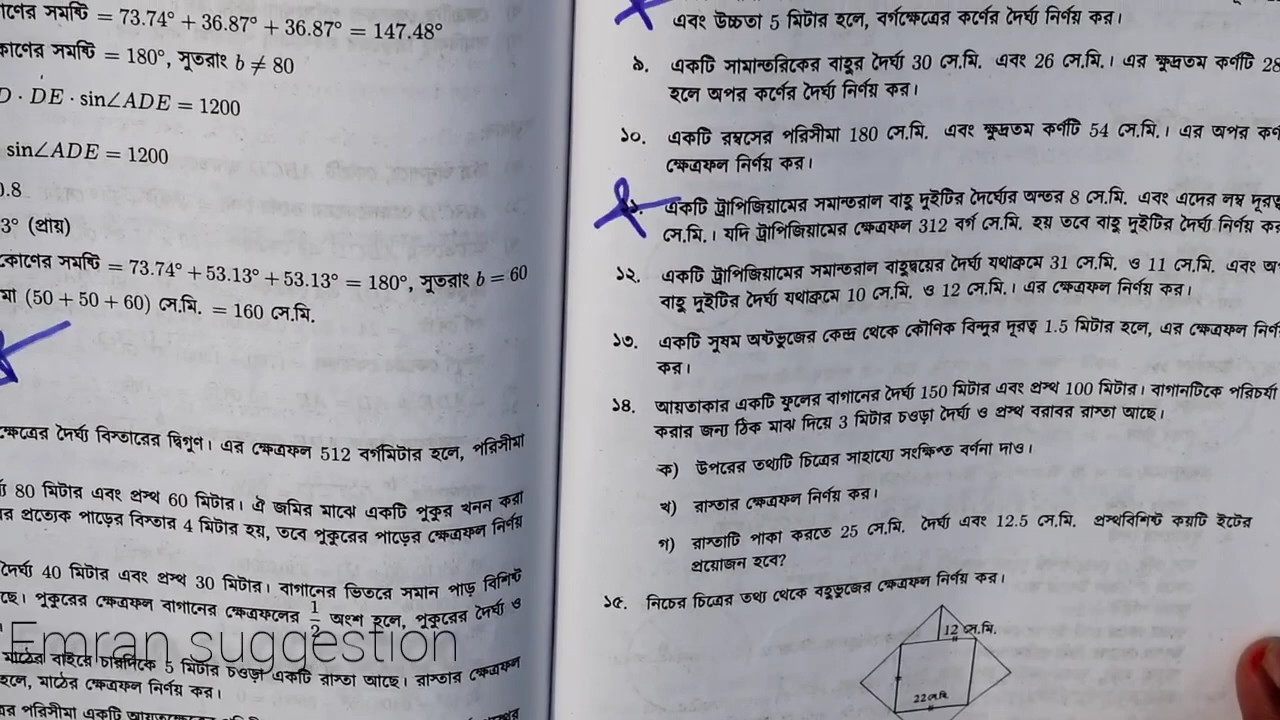 সমষ্টি = 73.74° + 36.87° + 36.87° = 147.48°
সমষ্টি = 180°, সুতরাং b ≠ 80
D · DE · sin∠ADE = 1200
sin∠ADE = 1200
0.8
3° (প্রায়)
কোণের সমষ্টি = 73.74° + 53.13° + 53.13° = 180°, সুতরাং b = 60
(50 + 50 + 60) সে.মি. = 160 সে.মি.
ক্ষেত্রের দৈর্ঘ্য বিস্তারের দ্বিগুণ। এর ক্ষেত্রফল 512 বর্গমিটার হলে, পরিসীমা
80 মিটার এবং প্রস্থ 60 মিটার। ঐ জমির মাঝে একটি পুকুর খনন করা
প্রত্যেক পাড়ের বিস্তার 4 মিটার হয়, তবে পুকুরের পাড়ের ক্ষেত্রফল নির্ণয়
দৈর্ঘ্য 40 মিটার এবং প্রস্থ 30 মিটার। বাগানের ভিতরে সমান পাড় বিশিষ্ট
পুকুরের ক্ষেত্রফল বাগানের ক্ষেত্রফলের 1/2 অংশ হলে, পুকুরের দৈর্ঘ্য ও
Emran suggestion
মাঠের বাইরে চারদিকে 5 মিটার চওড়া একটি রাস্তা আছে। রাস্তার ক্ষেত্রফল
হলে, মাঠের ক্ষেত্রফল নির্ণয় কর।
পরিসীমা একটি
এবং উচ্চতা 5 মিটার হলে, বর্গক্ষেত্রের কর্ণের দৈর্ঘ্য নির্ণয় কর।
৯. একটি সামান্তরিকের বাহুর দৈর্ঘ্য 30 সে.মি. এবং 26 সে.মি.। এর ক্ষুদ্রতম কর্ণটি 28
হলে অপর কর্ণের দৈর্ঘ্য নির্ণয় কর।
১০. একটি রম্বসের পরিসীমা 180 সে.মি. এবং ক্ষুদ্রতম কর্ণটি 54 সে.মি.। এর অপর
ক্ষেত্রফল নির্ণয় কর।
১১. একটি ট্রাপিজিয়ামের সমান্তরাল বাহু দুইটির দৈর্ঘ্যের অন্তর 8 সে.মি. এবং এদের লম্ব দূরত্ব
সে.মি.। যদি ট্রাপিজিয়ামের ক্ষেত্রফল 312 বর্গ সে.মি. হয় তবে বাহু দুইটির দৈর্ঘ্য নির্ণয়
১২. একটি ট্রাপিজিয়ামের সমান্তরাল বাহুদ্বয়ের দৈর্ঘ্য যথাক্রমে 31 সে.মি. ও 11 সে.মি. এবং
বাহু দুইটির দৈর্ঘ্য যথাক্রমে 10 সে.মি. ও 12 সে.মি.। এর ক্ষেত্রফল নির্ণয় কর।
১৩. একটি সুষম অষ্টভুজের কেন্দ্র থেকে কৌণিক বিন্দুর দূরত্ব 1.5 মিটার হলে, এর ক্ষেত্রফল
কর।
১৪. আয়তাকার একটি ফুলের বাগানের দৈর্ঘ্য 150 মিটার এবং প্রস্থ 100 মিটার। বাগানটিকে পরিচর্যা
করার জন্য ঠিক মাঝ দিয়ে 3 মিটার চওড়া দৈর্ঘ্য ও প্রস্থ বরাবর রাস্তা আছে।
ক) উপরের তথ্যটি চিত্রের সাহায্যে সংক্ষিপ্ত বর্ণনা দাও।
খ) রাস্তার ক্ষেত্রফল নির্ণয় কর।
গ) রাস্তাটি পাকা করতে 25 সে.মি. দৈর্ঘ্য এবং 12.5 সে.মি. প্রস্থবিশিষ্ট কয়টি ইটের
প্রয়োজন হবে?
১৫. নিচের চিত্রের তথ্য থেকে বহুভুজের ক্ষেত্রফল নির্ণয় কর।
12 সে.মি.
22সে.মি